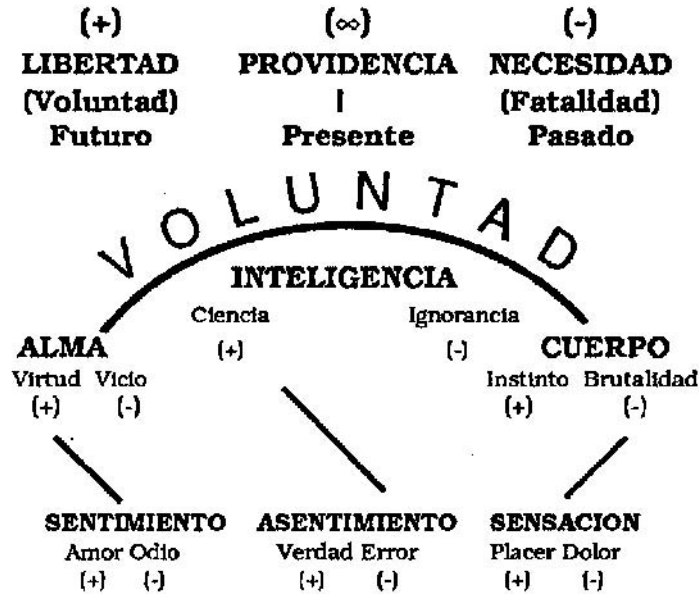 (+) (∞) (-)
LIBERTAD PROVIDENCIA NECESIDAD
(Voluntad) | (Fatalidad)
Futuro Presente Pasado
VOLUNTAD
INTELIGENCIA
Ciencia Ignorancia
(+) (-)
ALMA CUERPO
Virtud Vicio Instinto Brutalidad
(+) (-) (+) (-)
SENTIMIENTO ASENTIMIENTO SENSACION
Amor Odio Verdad Error Placer Dolor
(+) (-) (+) (-) (+) (-)